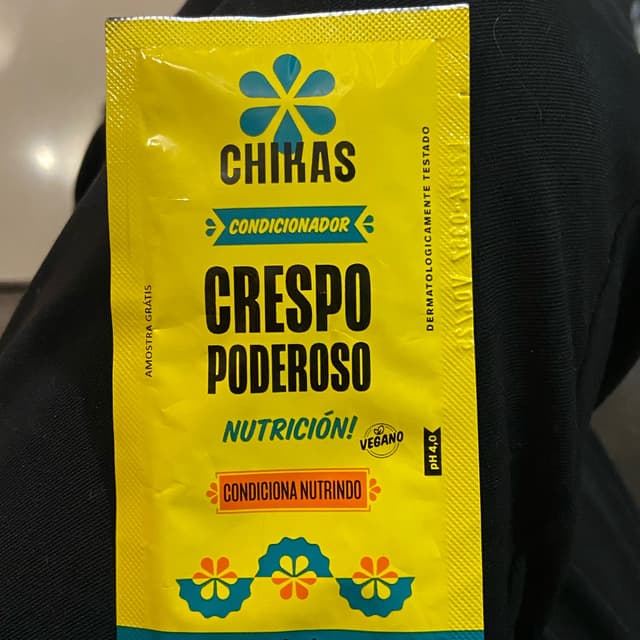 CHIKAS
CONDICIONADOR
CRESPO
PODEROSO
NUTRICIÓN!
VEGANO
CONDICIONA NUTRINDO
AMOSTRA GRÁTIS
DERMATOLOGICAMENTE TESTADO
pH 4,0